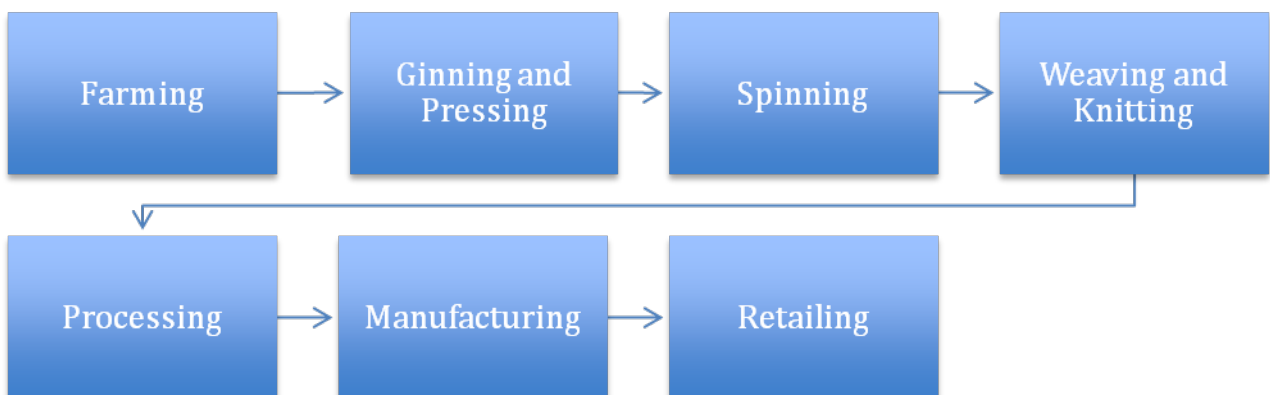 Farming
Ginning and
Pressing
Spinning
Weaving and
Knitting
Processing
Manufacturing
Retailing